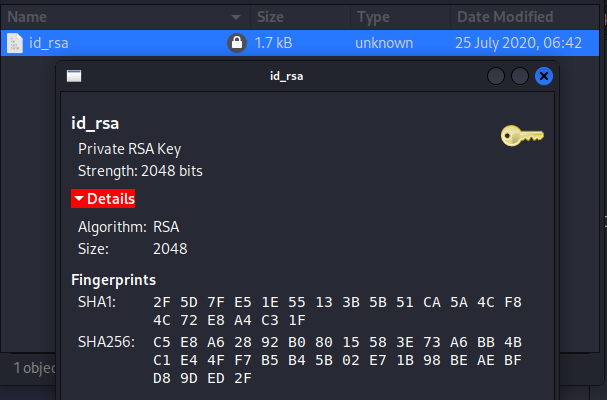 Name Size Type Date Modified
id_rsa 1.7 kB unknown 25 July 2020, 06:42
id_rsa
id_rsa
Private RSA Key
Strength: 2048 bits
Details
Algorithm: RSA
Size: 2048
Fingerprints
SHA1: 2F 5D 7F E5 1E 55 13 3B 5B 51 CA 5A 4C F8
4C 72 E8 A4 C3 1F
SHA256: C5 E8 A6 28 92 B0 80 15 58 3E 73 A6 BB 4B
C1 E4 4F F7 B5 B4 5B 02 E7 1B 98 BE AE BF
1 objec
D8 9D ED 2F